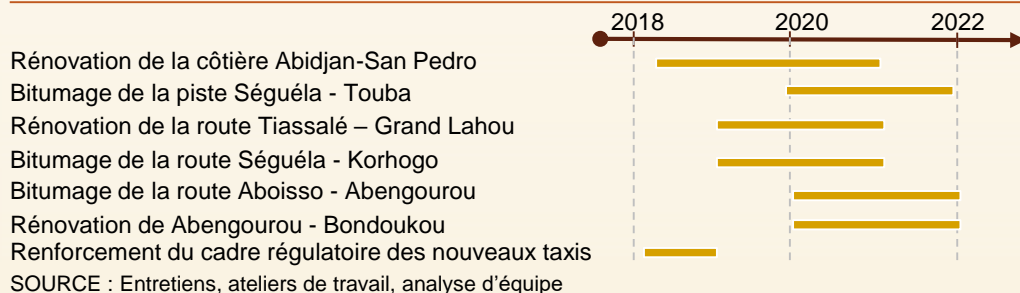 2018 2020 2022
Rénovation de la côtière Abidjan-San Pedro
Bitumage de la piste Séguéla - Touba
Rénovation de la route Tiassalé – Grand Lahou
Bitumage de la route Séguéla - Korhogo
Bitumage de la route Aboisso - Abengourou
Rénovation de Abengourou - Bondoukou
Renforcement du cadre régulatoire des nouveaux taxis
SOURCE : Entretiens, ateliers de travail, analyse d'équipe